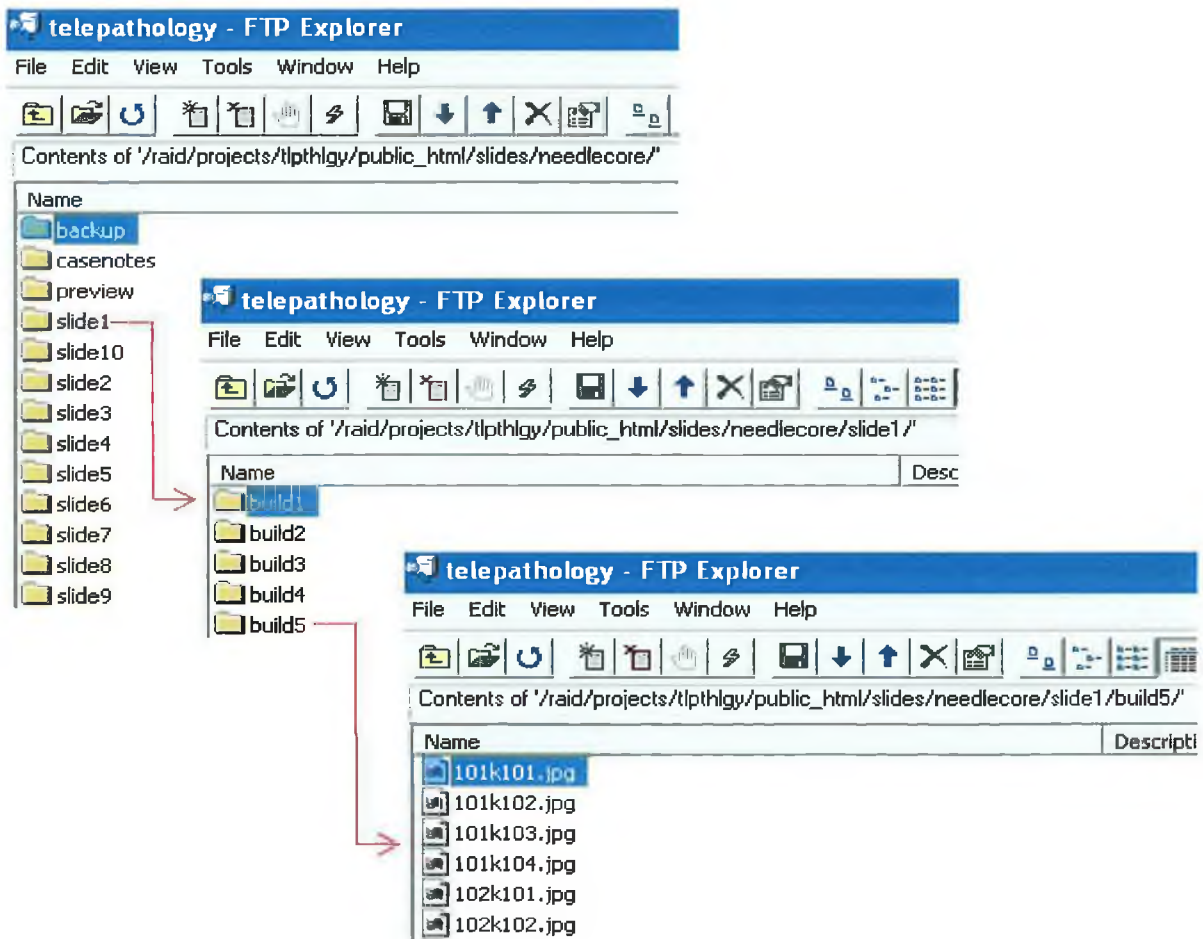 telepathology - FTP Explorer
File Edit View Tools Window Help
Contents of '/raid/projects/tlpthlgy/public_html/slides/needlecore/'
Name
backup
casenotes
preview
slide1
slide10
slide2
slide3
slide4
slide5
slide6
slide7
slide8
slide9
telepathology - FTP Explorer
File Edit View Tools Window Help
Contents of '/raid/projects/tlpthlgy/public_html/slides/needlecore/slide1/'
Name Desc
build1
build2
build3
build4
build5
telepathology - FTP Explorer
File Edit View Tools Window Help
Contents of '/raid/projects/tlpthlgy/public_html/slides/needlecore/slide1/build5/'
Name Descripti
101k101.jpg
101k102.jpg
101k103.jpg
101k104.jpg
102k101.jpg
102k102.jpg